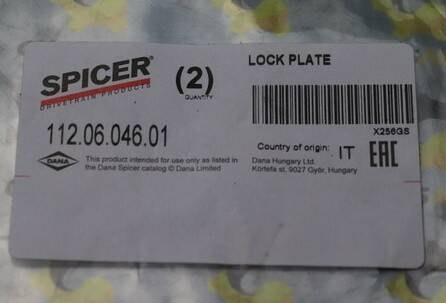 SPICER
DRIVETRAIN PRODUCTS
(2)
QUANTITY
LOCK PLATE
X256GS
112.06.046.01
Country of origin: IT
EAC
DANA
This product intended for use only as listed in
the Dana Spicer catalog © Dana Limited
Dana Hungary Ltd.
Körtefa st, 9027 Győr, Hungary